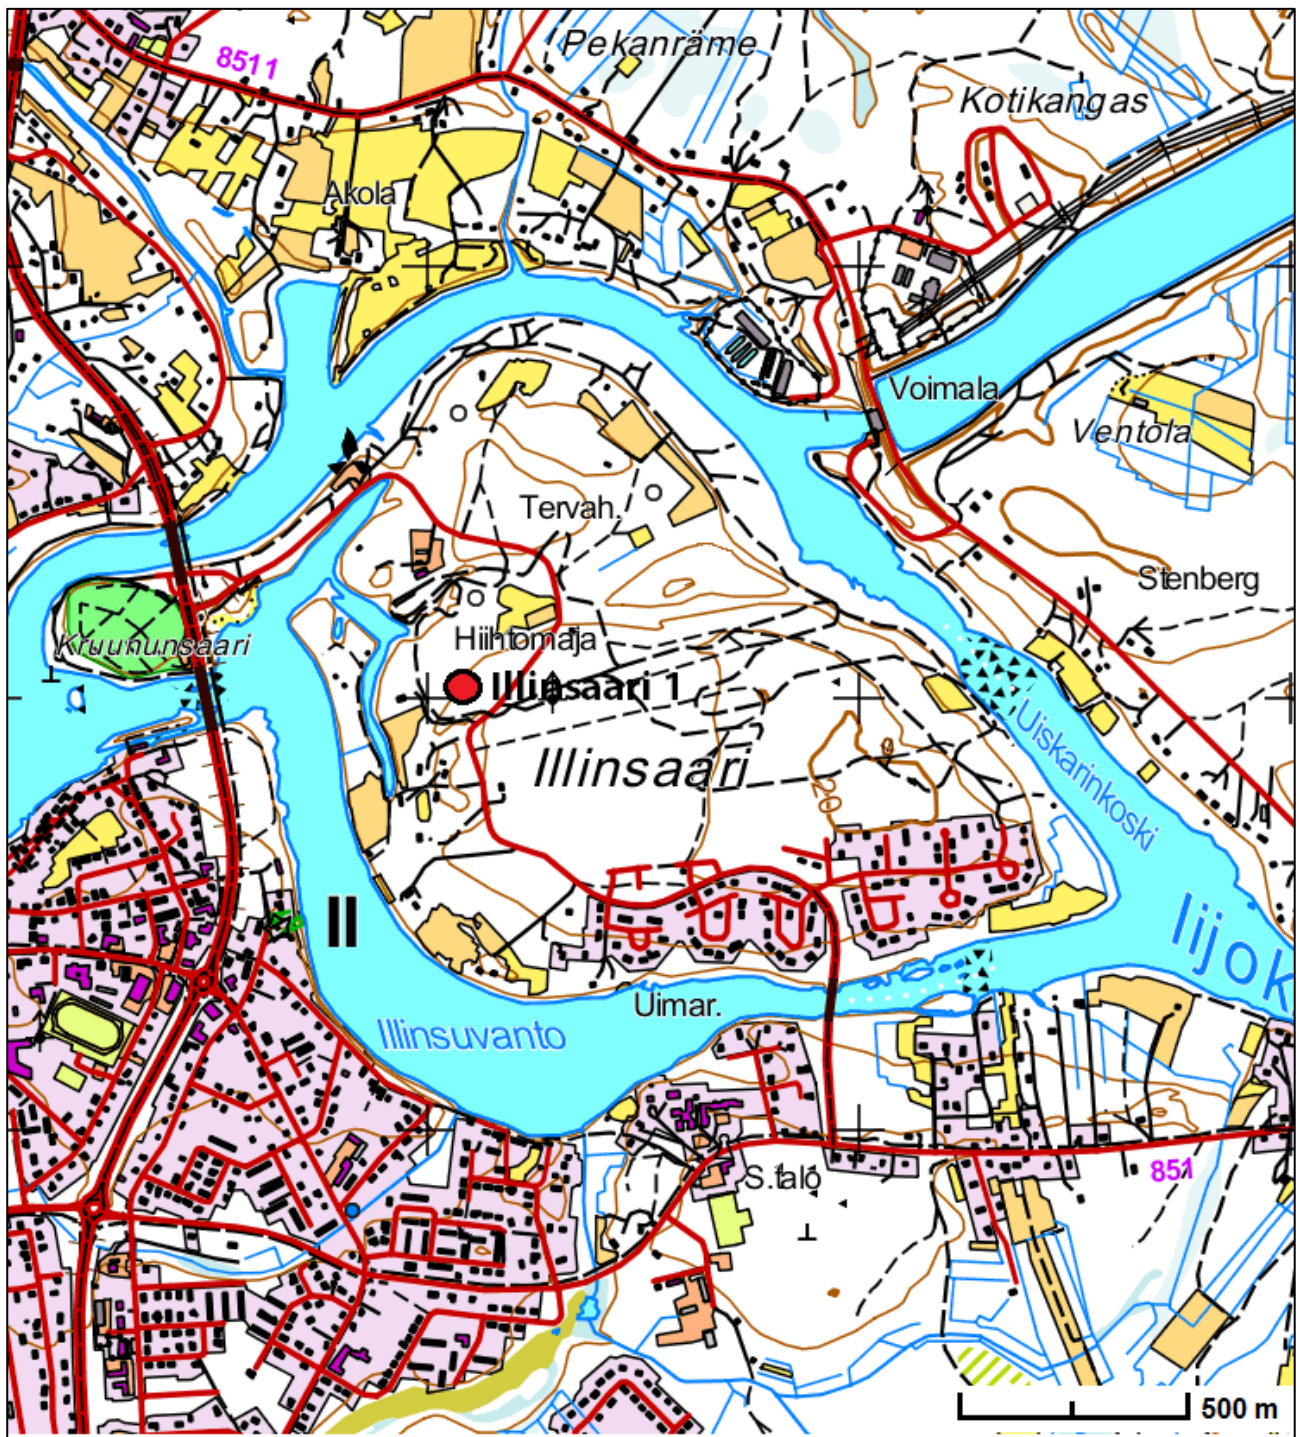 Pekanräme
8511
Kotikangas
Akola
Voimala
Ventola
Tervah.
Stenberg
Hiihtomaja
Kruununsaari
Illinsaari 1
Uiskarinkoski
Illinsaari
20
II
Iijok
Uimar.
Illinsuvanto
851
S.talo
500 m